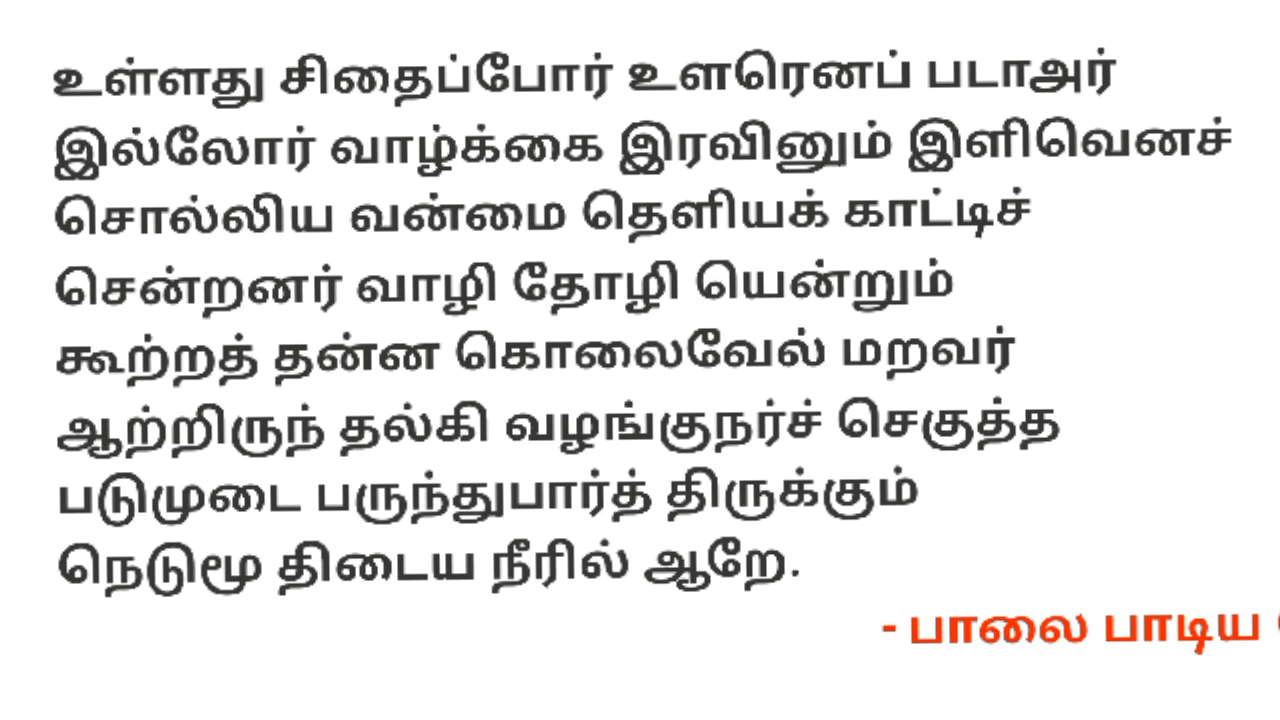 உள்ளது சிதைப்போர் உளரெனப் படாஅர்
இல்லோர் வாழ்க்கை இரவினும் இளிவெனச்
சொல்லிய வன்மை தெளியக் காட்டிச்
சென்றனர் வாழி தோழி யென்றும்
கூற்றத் தன்ன கொலைவேல் மறவர்
ஆற்றிருந் தல்கி வழங்குநர்ச் செகுத்த
படுமுடை பருந்துபார்த் திருக்கும்
நெடுமூ திடைய நீரில் ஆறே.
- பாலை பாடிய